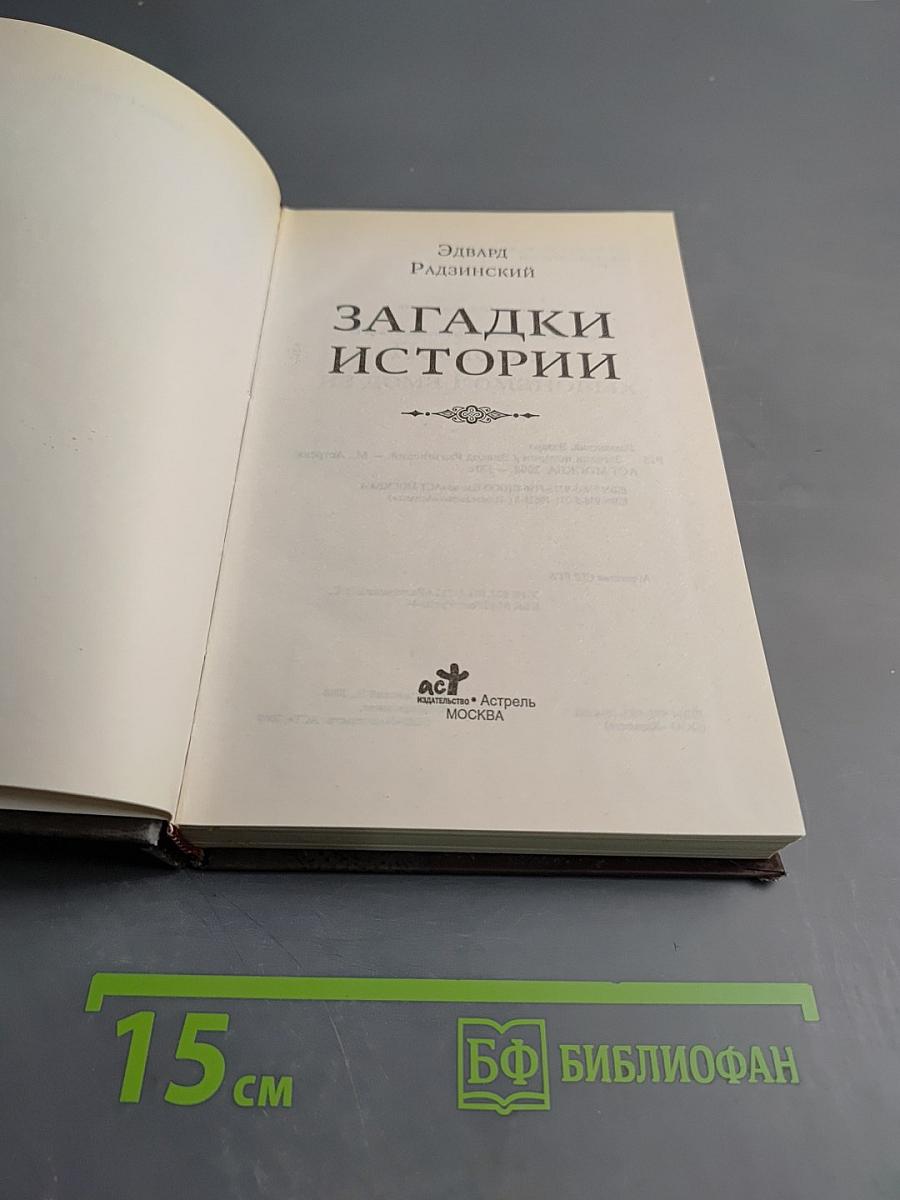 Эдвард
Радзинский
ЗАГАДКИ
ИСТОРИИ
аст
ИЗДАТЕЛЬСТВО • Астрель
МОСКВА
15 см
БФ БИБЛИОФАН